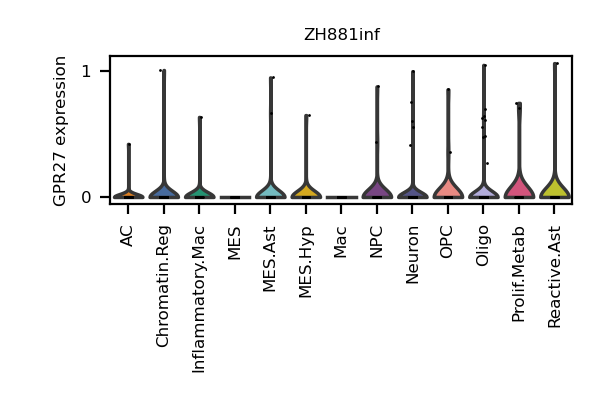 ZH881inf
GPR27 expression
1
0
AC
Chromatin.Reg
Inflammatory.Mac
MES
MES.Ast
MES.Hyp
Mac
NPC
Neuron
OPC
Oligo
Prolif.Metab
Reactive.Ast